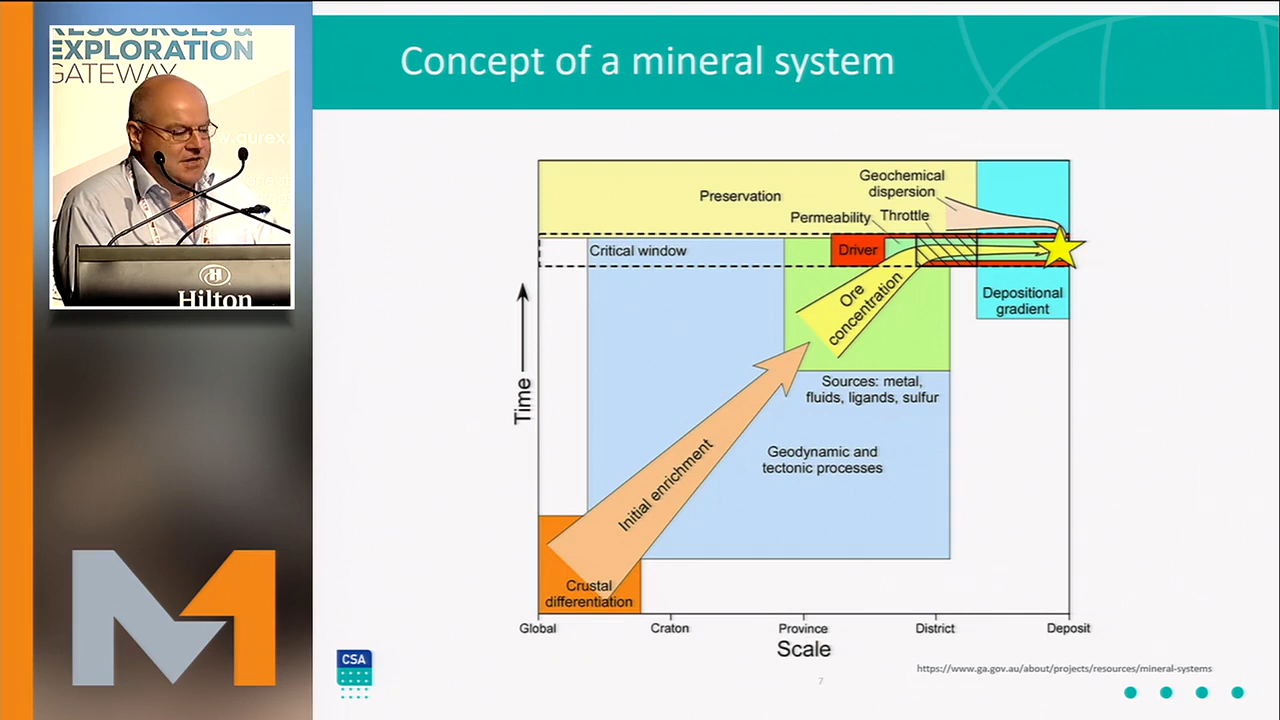 RESOURCES &
EXPLORATION
GATEWAY
w.aurex.
Hilton
M1
Concept of a mineral system
Preservation
Geochemical
dispersion
Permeability
Throttle
Critical window
Driver
Ore
concentration
Depositional
gradient
Sources: metal,
fluids, ligands, sulfur
Geodynamic and
tectonic processes
Initial enrichment
Crustal
differentiation
Time
Global
Craton
Province
District
Deposit
Scale
https://www.ga.gov.au/about/projects/resources/mineral-systems
CSA
7